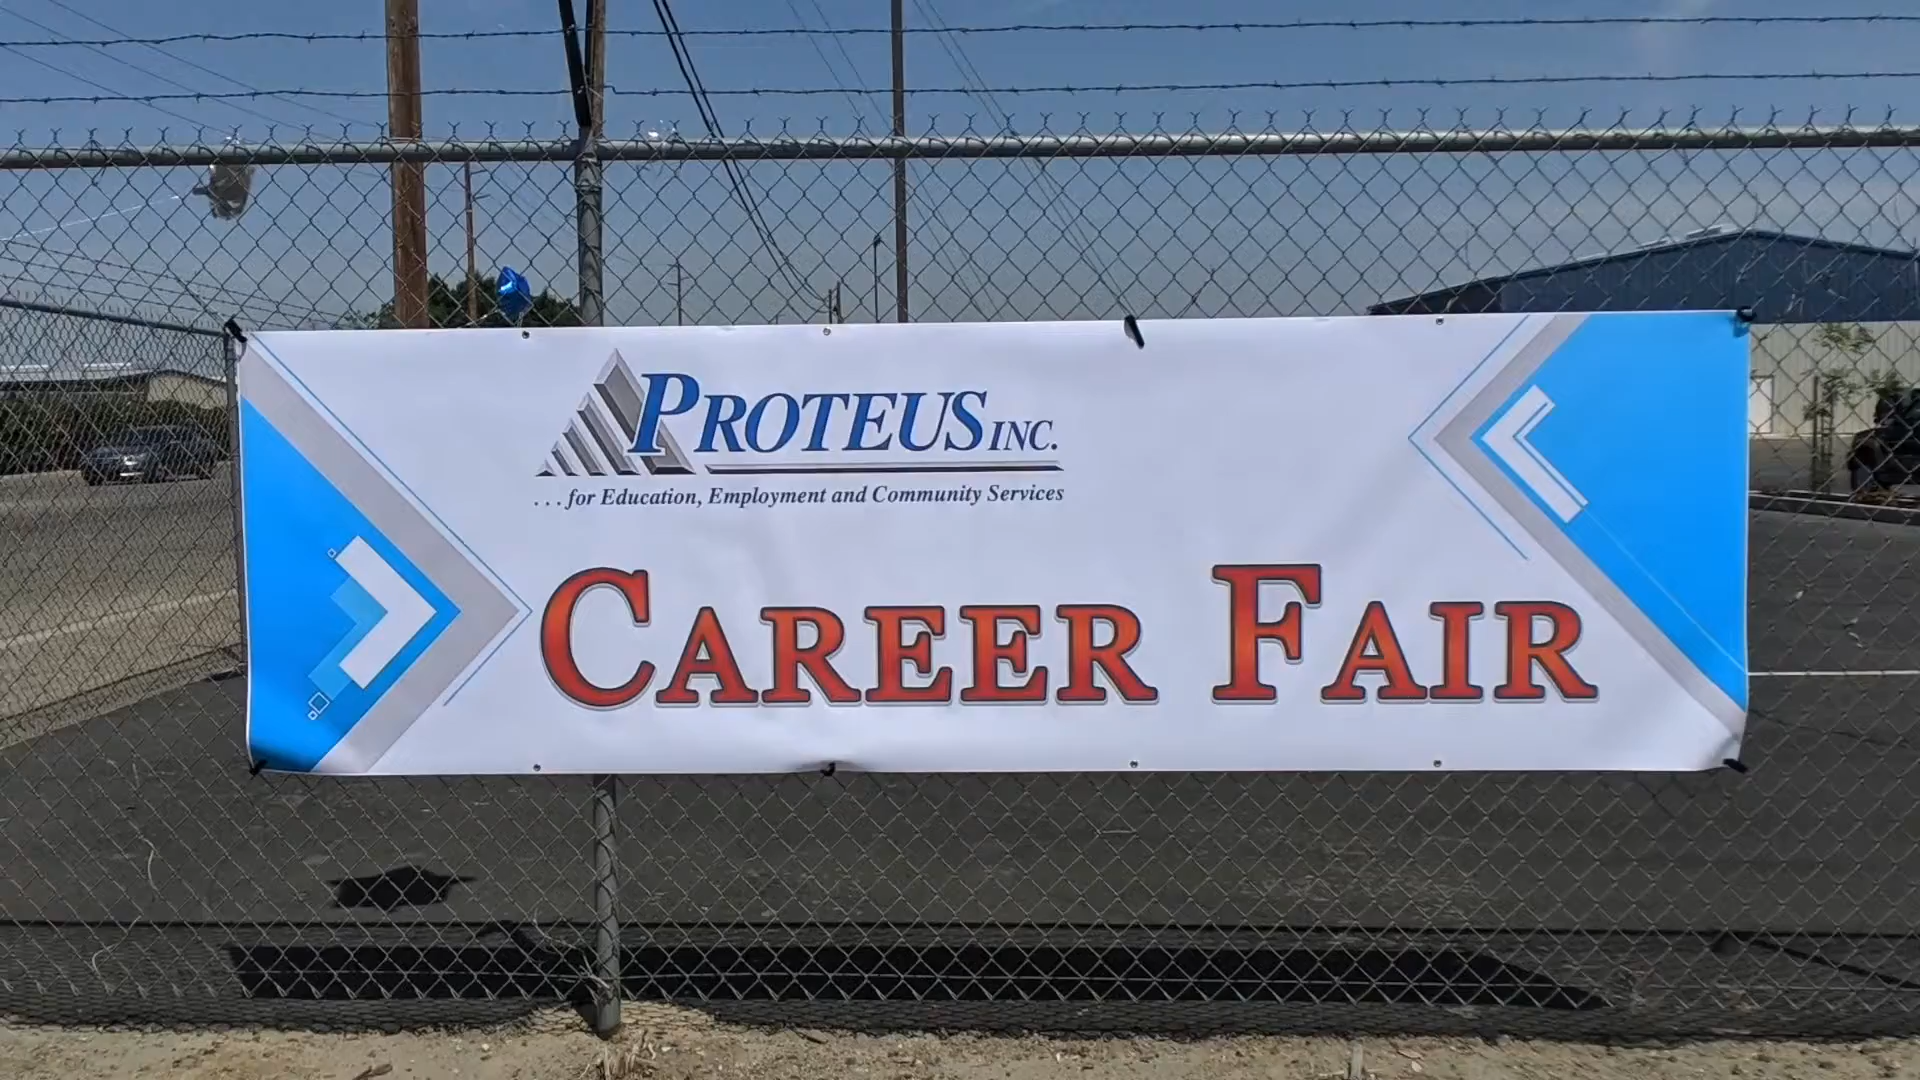 PROTEUS INC.
. . . for Education, Employment and Community Services
CAREER FAIR